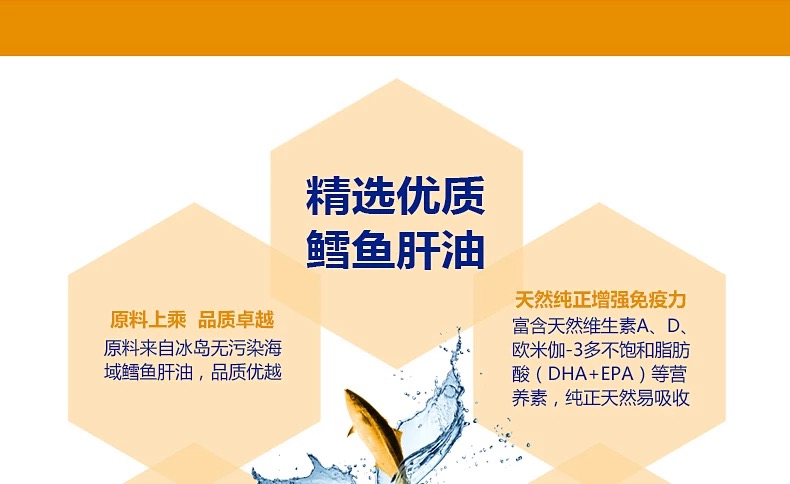 精选优质
鳕鱼肝油
原料上乘 品质卓越
原料来自冰岛无污染海
域鳕鱼肝油，品质优越
天然纯正增强免疫力
富含天然维生素A、D、
欧米伽-3多不饱和脂肪
酸（DHA+EPA）等营
养素，纯正天然易吸收